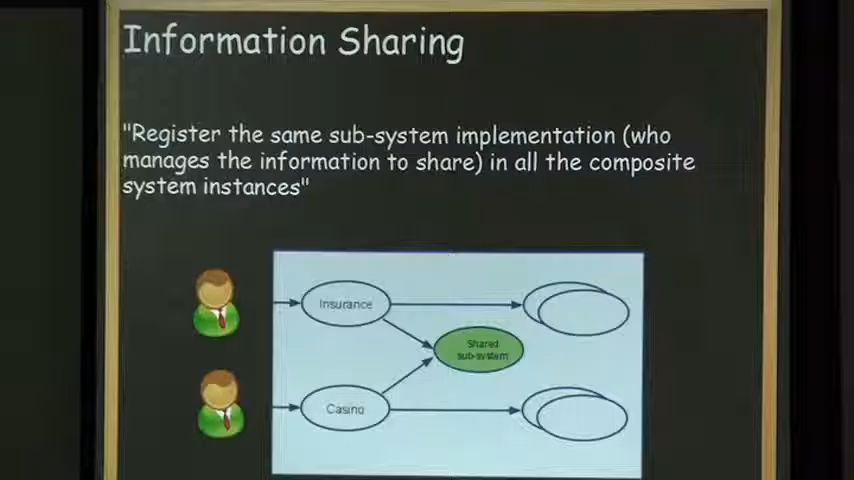 Information Sharing
"Register the same sub-system implementation (who
manages the information to share) in all the composite
system instances"
Insurance
Shared
sub-system
Casino